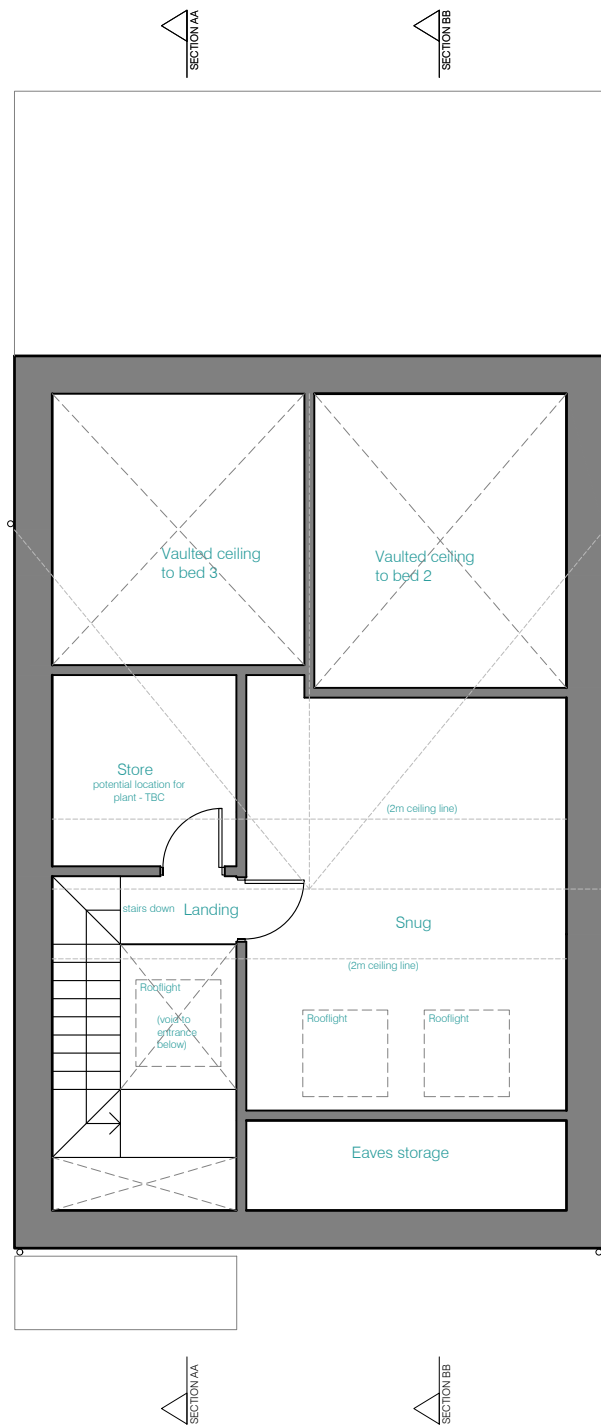 SECTION AA
SECTION BB
Vaulted ceiling
to bed 3
Vaulted ceiling
to bed 2
Store
potential location for
plant - TBC
(2m ceiling line)
stairs down
Landing
Snug
(2m ceiling line)
Rooflight
(void to
entrance
below)
Rooflight
Rooflight
Eaves storage
SECTION AA
SECTION BB